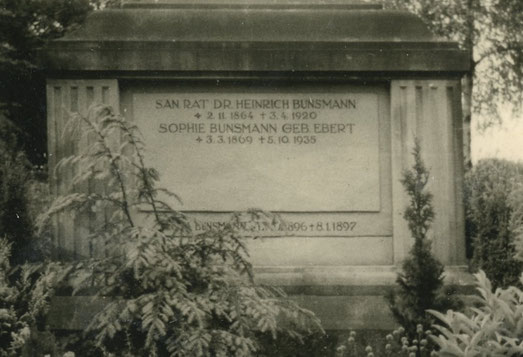 SAN. RAT DR. HEINRICH BUNSMANN
✶ 2. 11. 1864 ✝ 3. 4. 1920
SOPHIE BUNSMANN GEB. EBERT
✶ 3. 3. 1869 ✝ 5. 10. 1935
BUNSMANN 1896 ✝ 8. 1. 1897